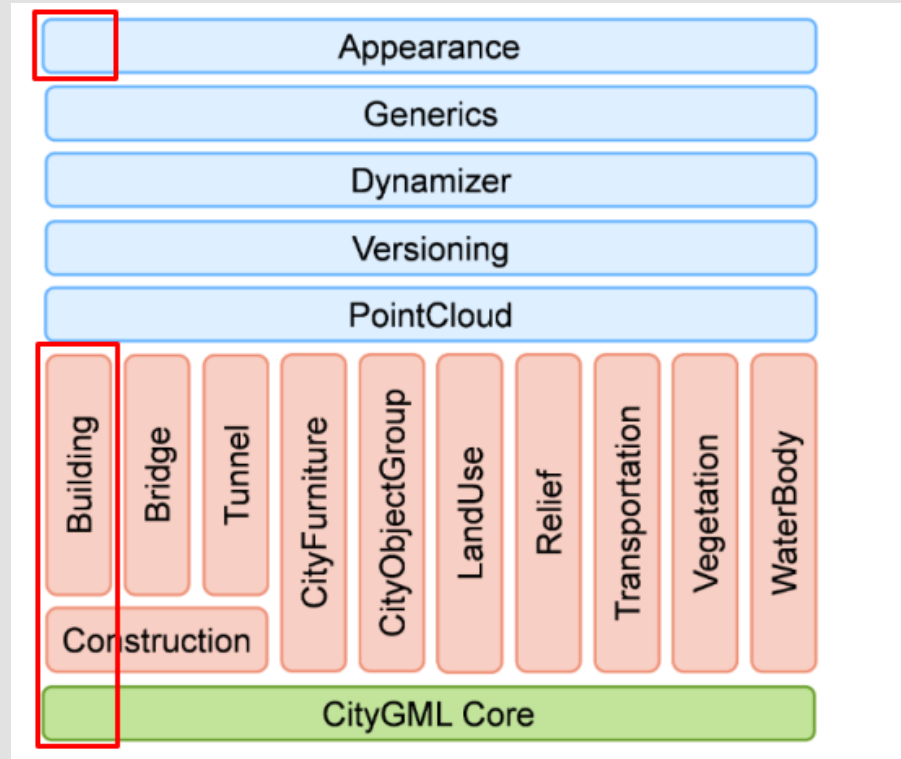 Appearance
Generics
Dynamizer
Versioning
PointCloud
Building
Bridge
Tunnel
CityFurniture
CityObjectGroup
LandUse
Relief
Transportation
Vegetation
WaterBody
Construction
CityGML Core